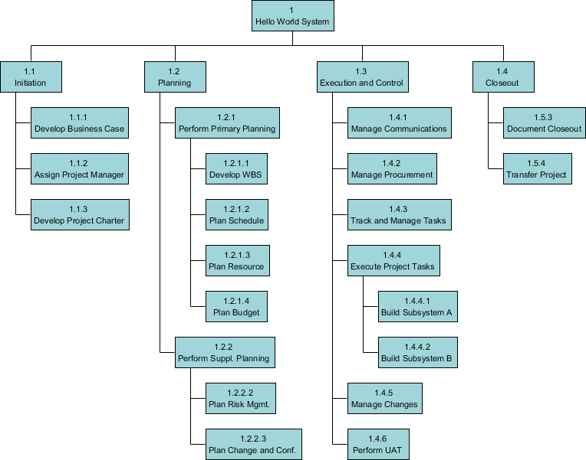 1
Hello World System
1.1
Initiation
1.1.1
Develop Business Case
1.1.2
Assign Project Manager
1.1.3
Develop Project Charter
1.2
Planning
1.2.1
Perform Primary Planning
1.2.1.1
Develop WBS
1.2.1.2
Plan Schedule
1.2.1.3
Plan Resource
1.2.1.4
Plan Budget
1.2.2
Perform Suppl. Planning
1.2.2.2
Plan Risk Mgmt.
1.2.2.3
Plan Change and Conf.
1.3
Execution and Control
1.4.1
Manage Communications
1.4.2
Manage Procurement
1.4.3
Track and Manage Tasks
1.4.4
Execute Project Tasks
1.4.4.1
Build Subsystem A
1.4.4.2
Build Subsystem B
1.4.5
Manage Changes
1.4.6
Perform UAT
1.4
Closeout
1.5.3
Document Closeout
1.5.4
Transfer Project